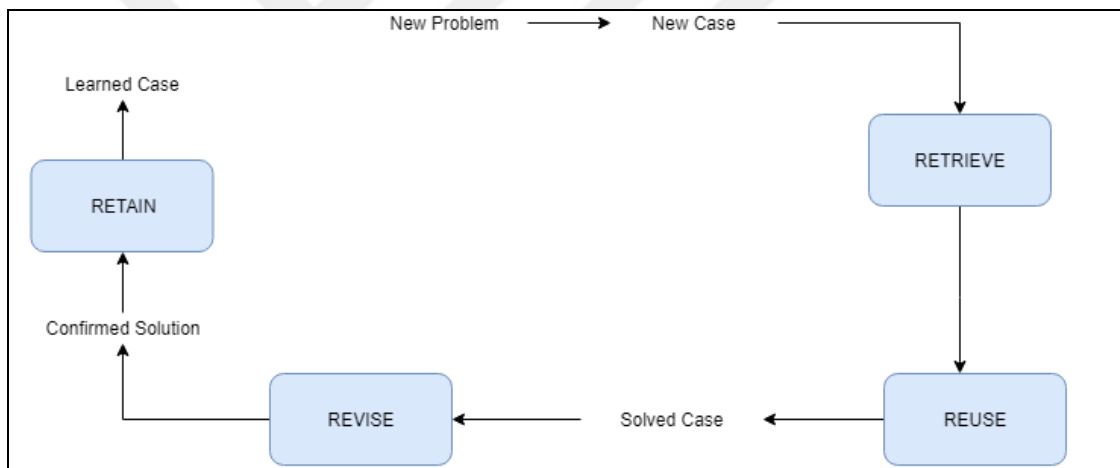 New Problem
New Case
Learned Case
RETRIEVE
RETAIN
Confirmed Solution
REVISE
Solved Case
REUSE